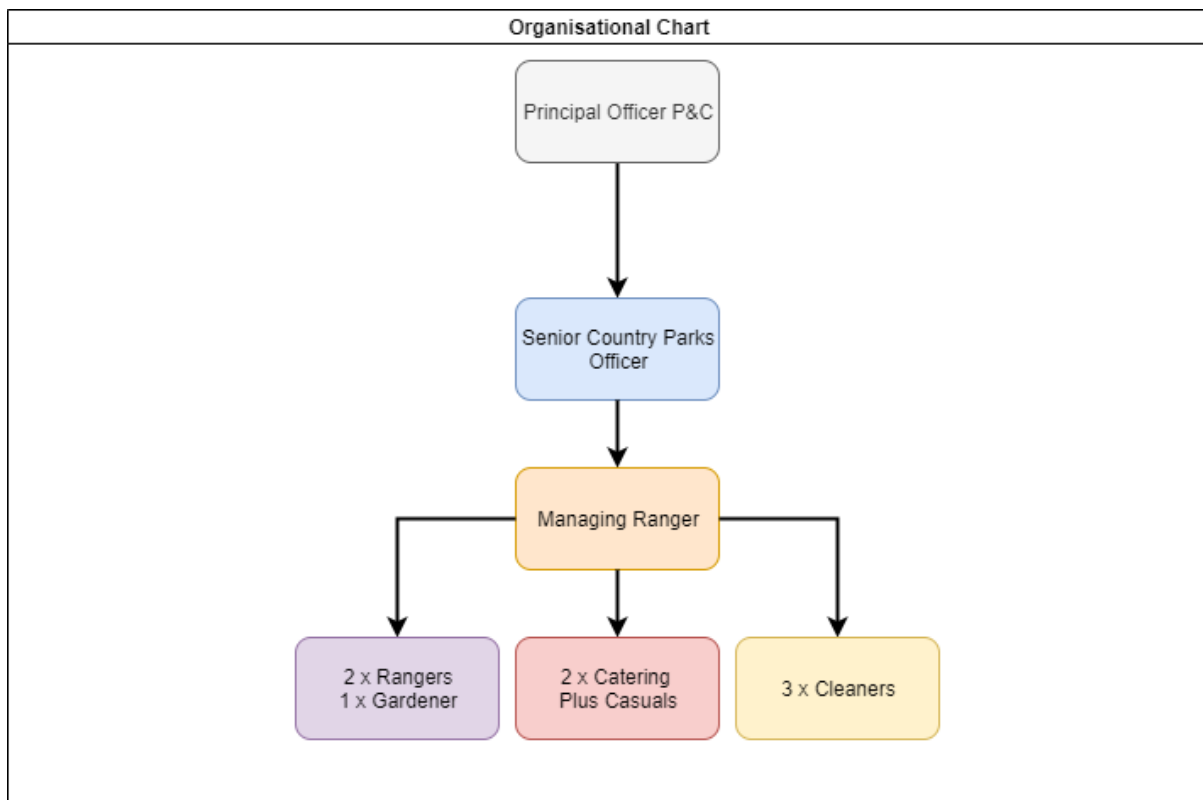 Organisational Chart
Principal Officer P&C
Senior Country Parks
Officer
Managing Ranger
2 x Rangers
1 x Gardener
2 x Catering
Plus Casuals
3 x Cleaners